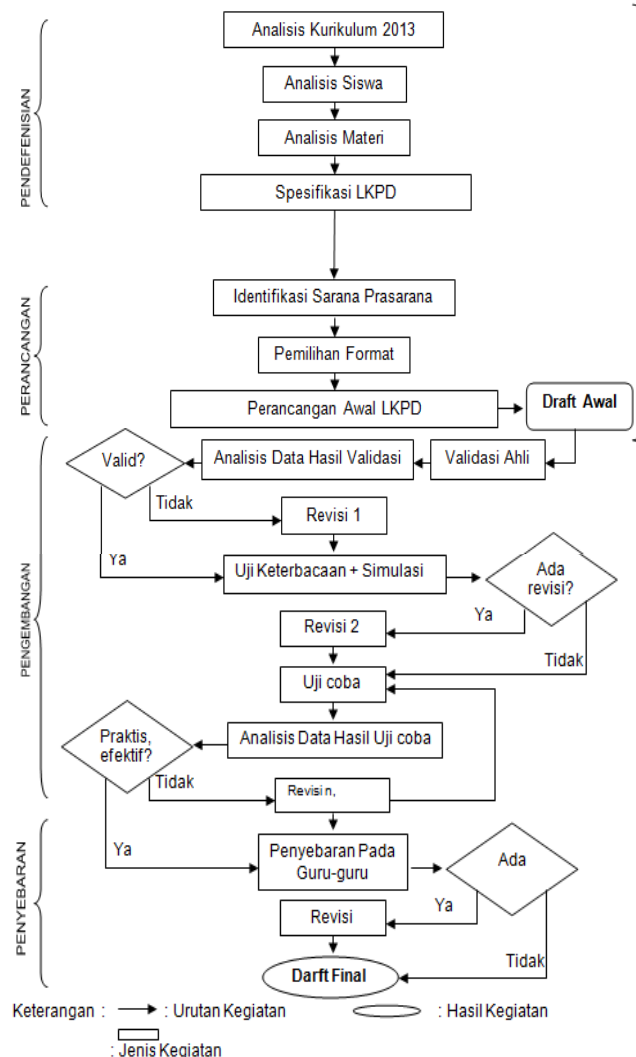 PENDEFENISIAN
Analisis Kurikulum 2013
Analisis Siswa
Analisis Materi
Spesifikasi LKPD
PERANCANGAN
Identifikasi Sarana Prasarana
Pemilihan Format
Perancangan Awal LKPD
Draft Awal
PENGEMBANGAN
Valid?
Analisis Data Hasil Validasi
Validasi Ahli
Tidak
Revisi 1
Ya
Uji Keterbacaan + Simulasi
Ada
revisi?
Ya
Revisi 2
Tidak
Uji coba
Praktis,
efektif?
Analisis Data Hasil Uji coba
Tidak
Revisi n,
PENYEBARAN
Ya
Penyebaran Pada
Guru-guru
Ada
Ya
Revisi
Tidak
Darft Final
Keterangan : : Urutan Kegiatan : Hasil Kegiatan
: Jenis Kegiatan